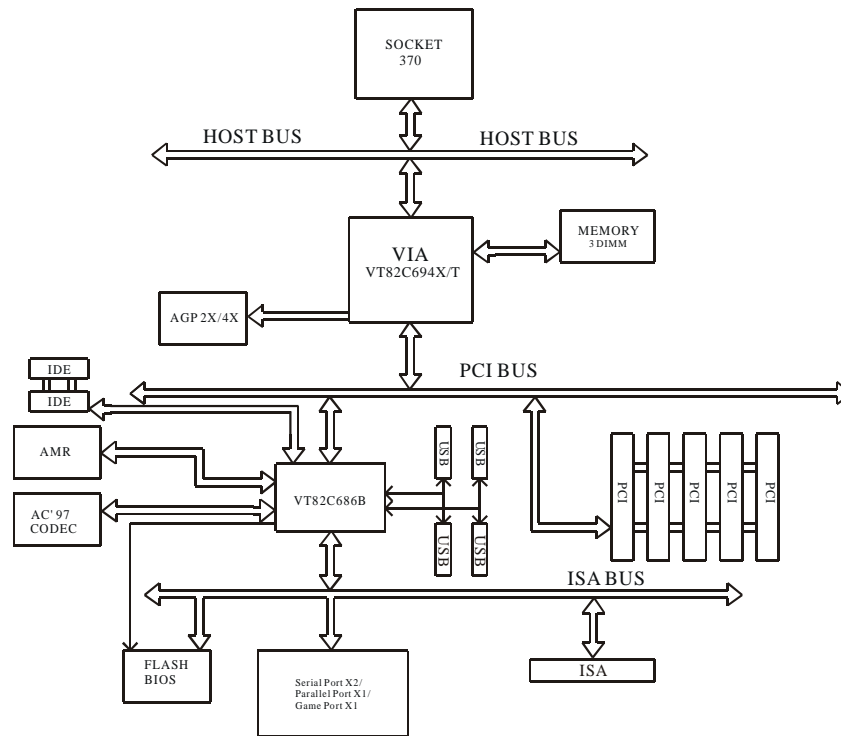 SOCKET
370
HOST BUS
HOST BUS
VIA
VT82C694X/T
MEMORY
3 DIMM
AGP 2X/4X
PCI BUS
IDE
IDE
AMR
AC'97
CODEC
VT82C686B
USB
USB
USB
USB
PCI
PCI
PCI
PCI
PCI
ISA BUS
FLASH
BIOS
Serial Port X2/
Parallel Port X1/
Game Port X1
ISA